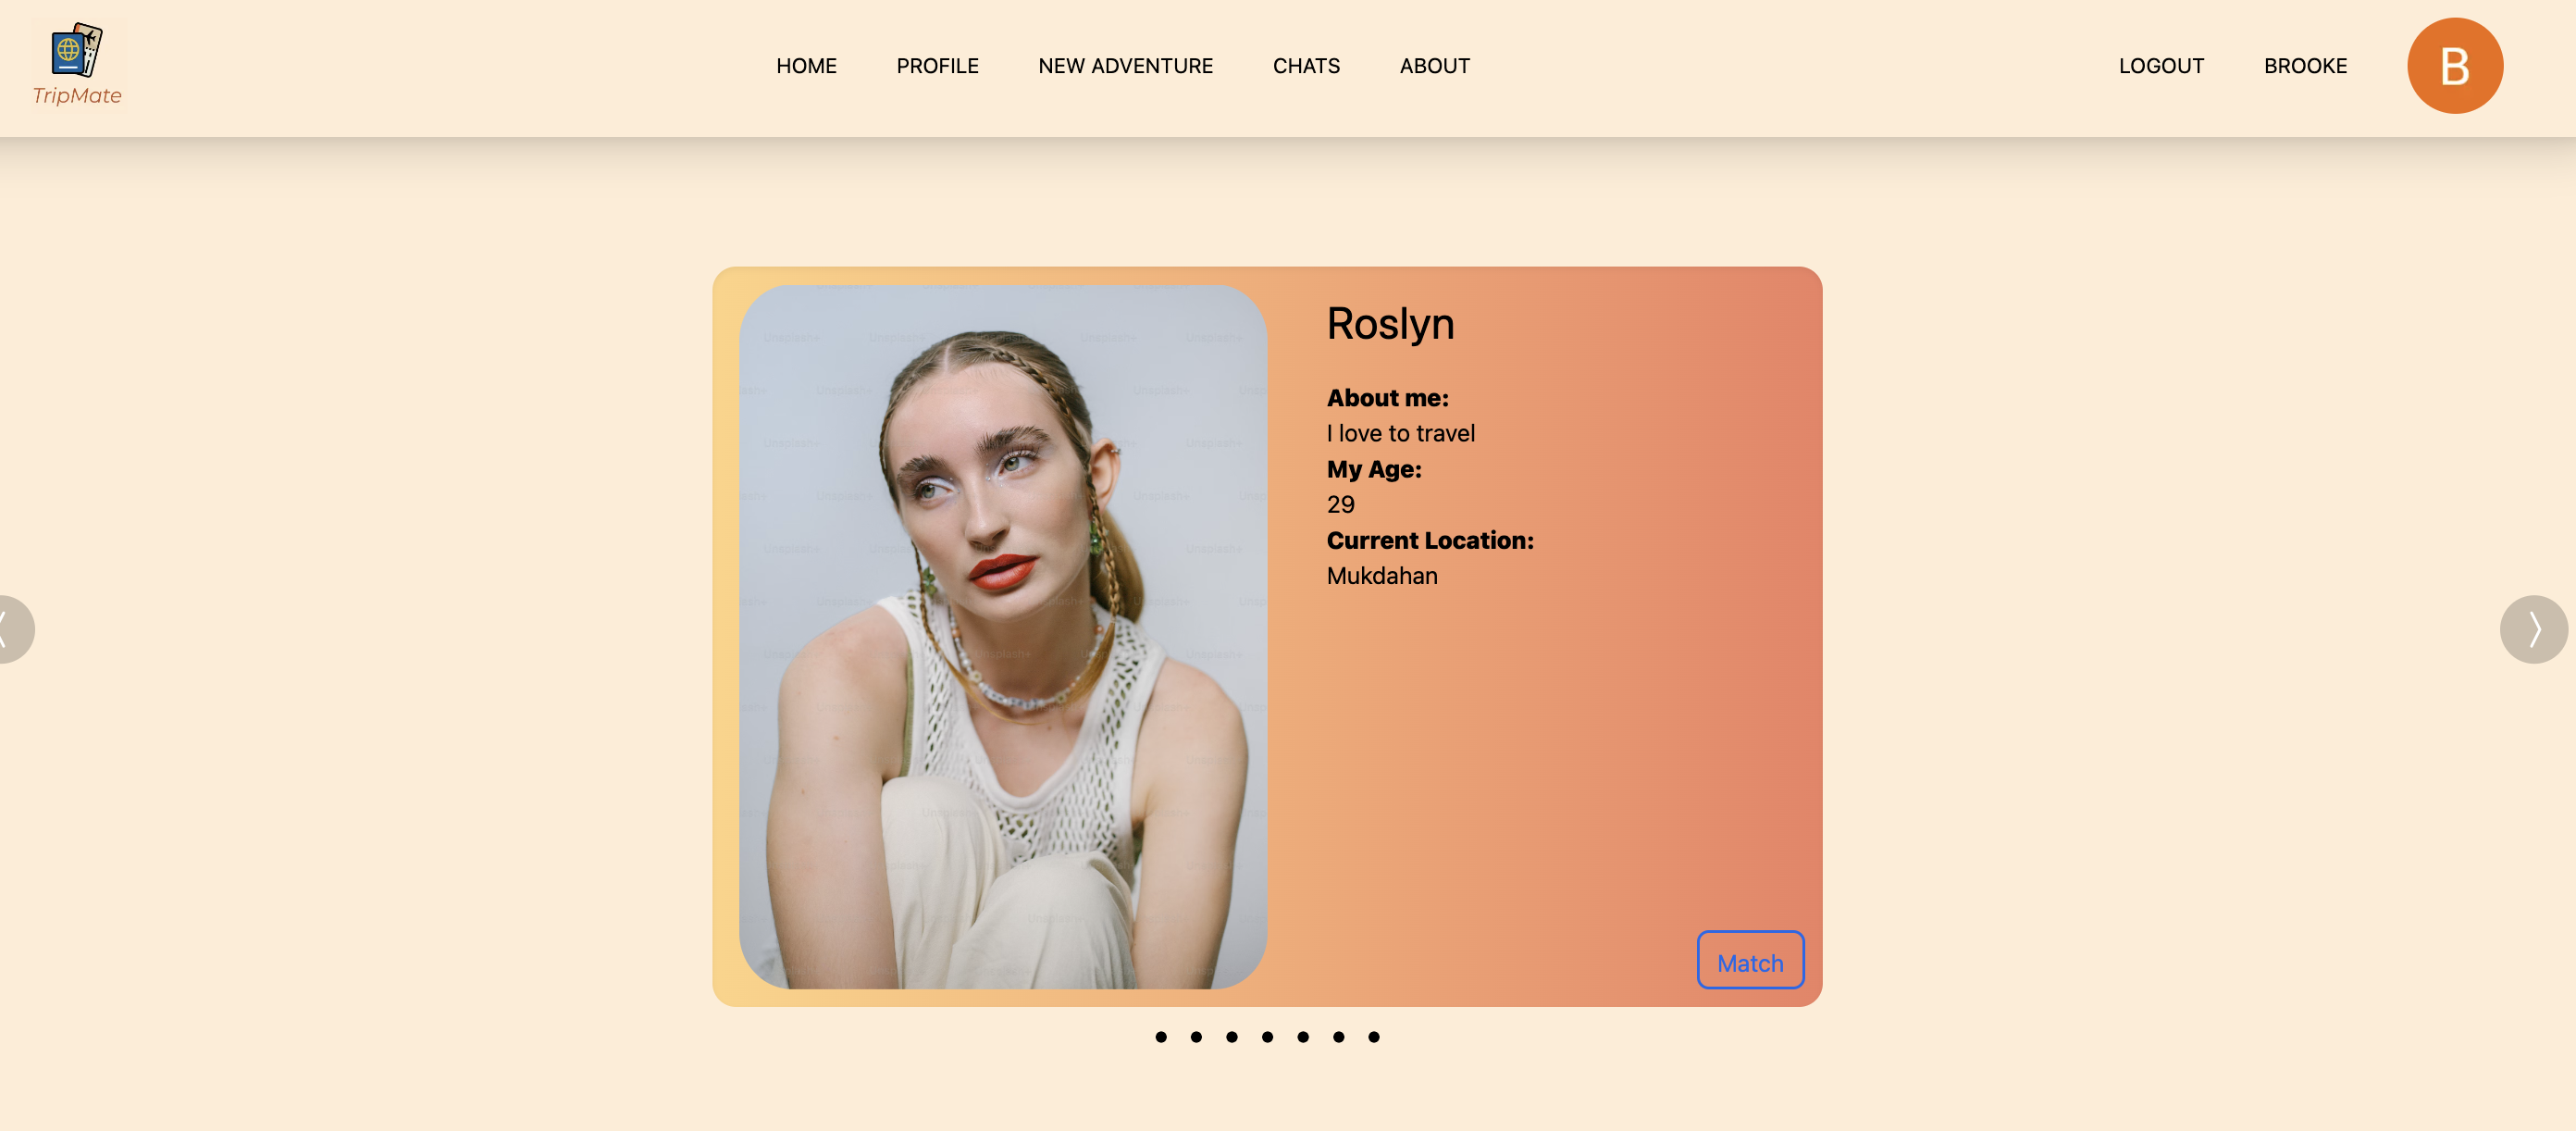 TripMate
HOME PROFILE NEW ADVENTURE CHATS ABOUT
LOGOUT BROOKE B
Roslyn
About me:
I love to travel
My Age:
29
Current Location:
Mukdahan
Match
Unsplash+